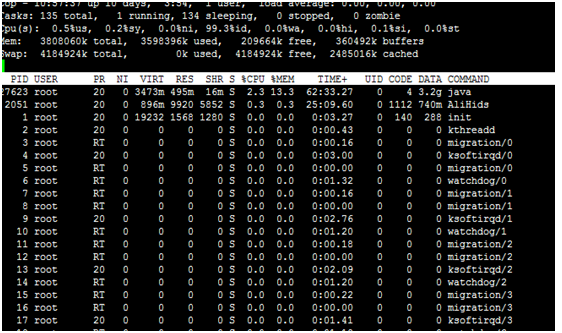 top - 10:57:37 up 10 days, 3:54, 1 user, load average: 0.00, 0.00, 0.00
Tasks: 135 total, 1 running, 134 sleeping, 0 stopped, 0 zombie
Cpu(s): 0.5%us, 0.2%sy, 0.0%ni, 99.3%id, 0.0%wa, 0.0%hi, 0.1%si, 0.0%st
Mem: 3808060k total, 3598396k used, 209664k free, 360492k buffers
Swap: 4184924k total, 0k used, 4184924k free, 2485016k cached
PID USER PR NI VIRT RES SHR S %CPU %MEM TIME+ UID CODE DATA COMMAND
27623 root 20 0 3473m 495m 16m S 2.3 13.3 62:33.27 0 4 3.2g java
2051 root 20 0 896m 9920 5852 S 0.3 0.3 25:09.60 0 1112 740m AliHids
1 root 20 0 19232 1568 1280 S 0.0 0.0 0:03.27 0 140 288 init
2 root 20 0 0 0 0 S 0.0 0.0 0:00.43 0 0 0 kthreadd
3 root RT 0 0 0 0 S 0.0 0.0 0:00.16 0 0 0 migration/0
4 root 20 0 0 0 0 S 0.0 0.0 0:03.00 0 0 0 ksoftirqd/0
5 root RT 0 0 0 0 S 0.0 0.0 0:00.00 0 0 0 migration/0
6 root RT 0 0 0 0 S 0.0 0.0 0:01.32 0 0 0 watchdog/0
7 root RT 0 0 0 0 S 0.0 0.0 0:00.16 0 0 0 migration/1
8 root RT 0 0 0 0 S 0.0 0.0 0:00.00 0 0 0 migration/1
9 root 20 0 0 0 0 S 0.0 0.0 0:02.76 0 0 0 ksoftirqd/1
10 root RT 0 0 0 0 S 0.0 0.0 0:01.20 0 0 0 watchdog/1
11 root RT 0 0 0 0 S 0.0 0.0 0:00.18 0 0 0 migration/2
12 root RT 0 0 0 0 S 0.0 0.0 0:00.00 0 0 0 migration/2
13 root 20 0 0 0 0 S 0.0 0.0 0:02.09 0 0 0 ksoftirqd/2
14 root RT 0 0 0 0 S 0.0 0.0 0:01.20 0 0 0 watchdog/2
15 root RT 0 0 0 0 S 0.0 0.0 0:00.22 0 0 0 migration/3
16 root RT 0 0 0 0 S 0.0 0.0 0:00.00 0 0 0 migration/3
17 root 20 0 0 0 0 S 0.0 0.0 0:01.41 0 0 0 ksoftirqd/3